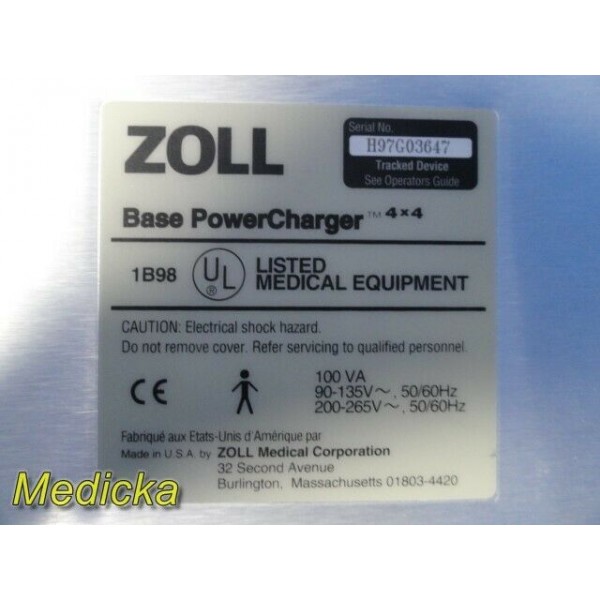 ZOLL
Serial No.
H97G03647
Tracked Device
See Operators Guide
Base PowerCharger™ 4×4
1B98 UL ® LISTED
MEDICAL EQUIPMENT
CAUTION: Electrical shock hazard.
Do not remove cover. Refer servicing to qualified personnel.
CE
100 VA
90-135V~, 50/60Hz
200-265V~, 50/60Hz
Fabriqué aux Etats-Unis d'Amérique par
Made in U.S.A. by ZOLL Medical Corporation
32 Second Avenue
Burlington, Massachusetts 01803-4420
Medicka